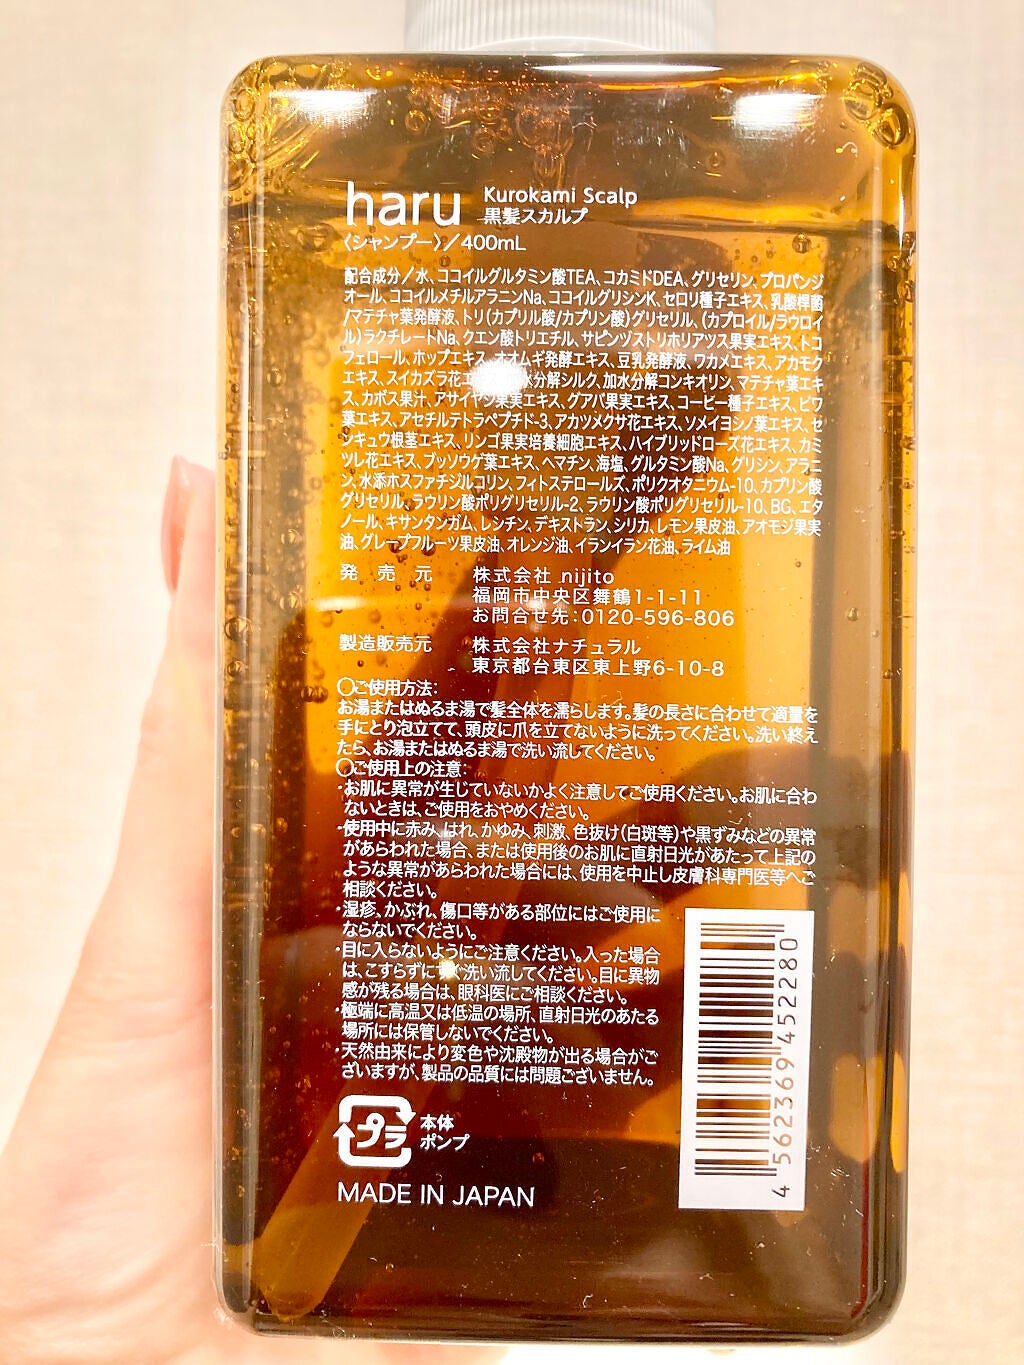 haru Kurokami Scalp
黒髪スカルプ
〈シャンプー〉／400mL
配合成分／水、ココイルグルタミン酸TEA、コカミドDEA、グリセリン、プロパンジ
オール、ココイルメチルアラニンNa、ココイルグリシンK、セロリ種子エキス、乳酸桿菌
/マテチャ葉発酵液、トリ(カプリル酸/カプリン酸)グリセリル、(カプロイル/ラウロイ
ル)ラクチレートNa、クエン酸トリエチル、サピンヅストリホリアツス果実エキス、トコ
フェロール、ホップエキス、オオムギ発酵エキス、豆乳発酵液、ワカメエキス、アカモク
エキス、スイカズラ花エ 水分解シルク、加水分解コンキオリン、マテチャ葉エキ
ス、カボス果汁、アサイヤシ果実エキス、グアバ果実エキス、コーヒー種子エキス、ビワ
葉エキス、アセチルテトラペプチド-3、アカツメクサ花エキス、ソメイヨシノ葉エキス、セ
ンキュウ根茎エキス、リンゴ果実培養細胞エキス、ハイブリッドローズ花エキス、カミ
ツレ花エキス、ブッソウゲ葉エキス、ヘマチン、海塩、グルタミン酸Na、グリシン、アラニ
ン、水添ホスファチジルコリン、フィトステロールズ、ポリクオタニウム-10、カプリン酸
グリセリル、ラウリン酸ポリグリセリル-2、ラウリン酸ポリグリセリル-10、BG、エタ
ノール、キサンタンガム、レシチン、デキストラン、シリカ、レモン果皮油、アオモジ果実
油、グレープフルーツ果皮油、オレンジ油、イランイラン花油、ライム油
発売元 株式会社 nijito
福岡市中央区舞鶴1-1-11
お問合せ先：0120-596-806
製造販売元 株式会社ナチュラル
東京都台東区東上野6-10-8
〇ご使用方法：
お湯またはぬるま湯で髪全体を濡らします。髪の長さに合わせて適量を
手にとり泡立てて、頭皮に爪を立てないように洗ってください。洗い終え
たら、お湯またはぬるま湯で洗い流してください。
〇ご使用上の注意：
・お肌に異常が生じていないかよく注意してご使用ください。お肌に合わ
ないときは、ご使用をおやめください。
・使用中に赤み、はれ、かゆみ、刺激、色抜け(白斑等)や黒ずみなどの異常
があらわれた場合、または使用後のお肌に直射日光があたって上記の
ような異常があらわれた場合には、使用を中止し皮膚科専門医等へご
相談ください。
・湿疹、かぶれ、傷口等がある部位にはご使用に
ならないでください。
・目に入らないようにご注意ください。入った場合
は、こすらずにすぐ洗い流してください。目に異物
感が残る場合は、眼科医にご相談ください。
・極端に高温又は低温の場所、直射日光のあたる
場所には保管しないでください。
・天然由来により変色や沈殿物が出る場合がご
ざいますが、製品の品質には問題ございません。
プラ 本体
ポンプ
MADE IN JAPAN
4 562369 452280